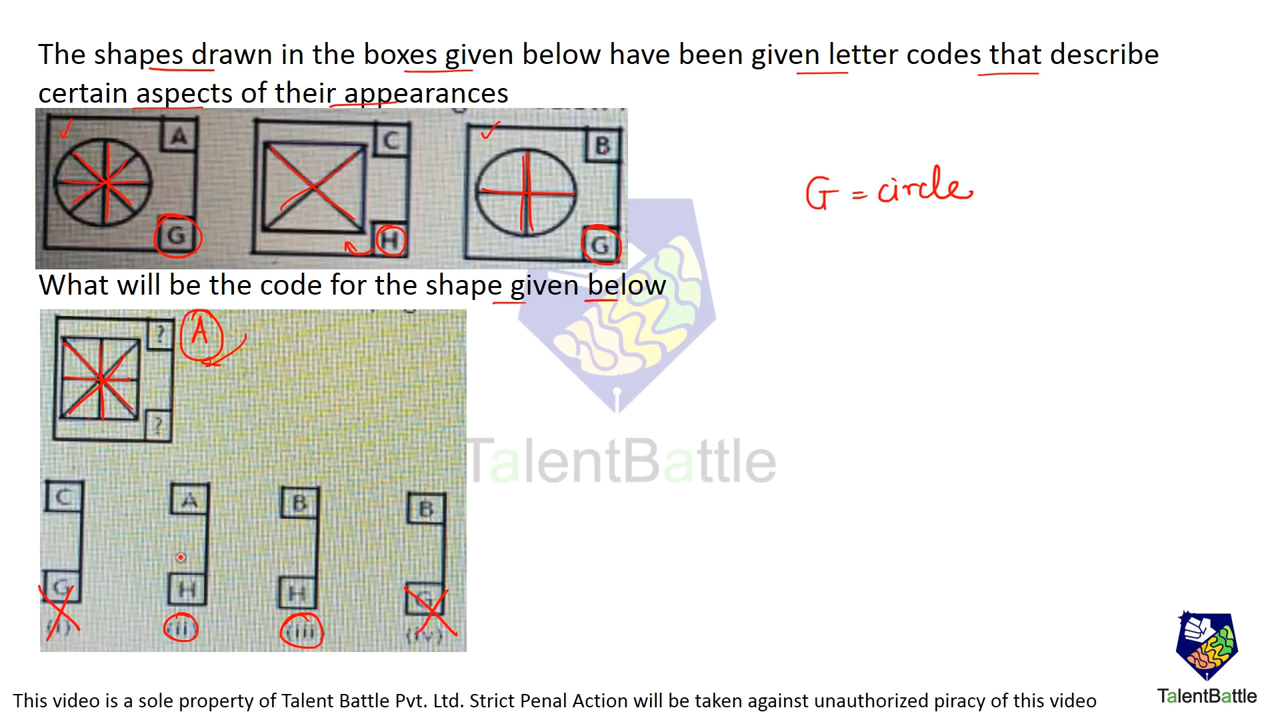 The shapes drawn in the boxes given below have been given letter codes that describe
certain aspects of their appearances
A
C
B
G
H
G
G = circle
What will be the code for the shape given below
? A
?
TalentBattle
C
A
B
B
G
H
H
G
(i)
(ii)
(iii)
(iv)
TalentBattle
This video is a sole property of Talent Battle Pvt. Ltd. Strict Penal Action will be taken against unauthorized piracy of this video